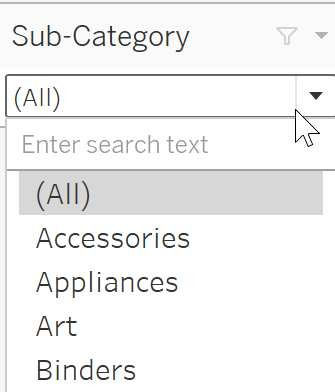 Sub-Category
(All)
Enter search text
(All)
Accessories
Appliances
Art
Binders